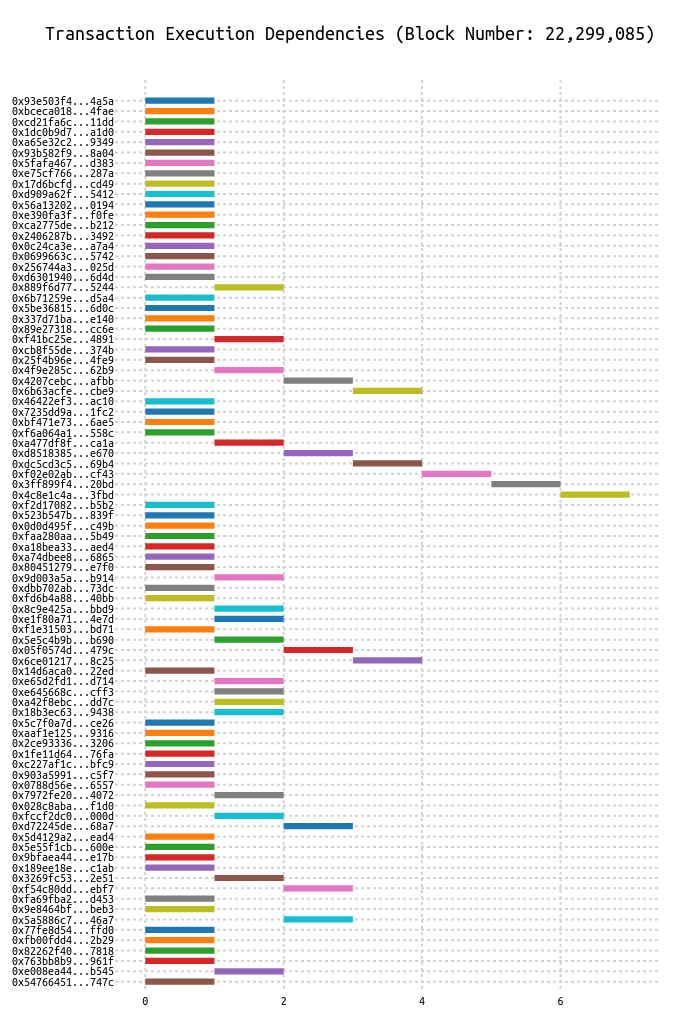 Transaction Execution Dependencies (Block Number: 22,299,085)
0x93e503f4...4a5a
0xbceca018...4fae
0xcd21fa6c...11dd
0x1dc0b9d7...a1d0
0xa65e32c2...9349
0x93b582f9...8a04
0x5fafa467...d383
0xe75cf766...287a
0x17d6bcfd...cd49
0xd909a62f...5412
0x56a13202...0194
0xe390fa3f...f0fe
0xca2775de...b212
0x2406287b...3492
0x0c24ca3e...a7a4
0x0699663c...5742
0x256744a3...025d
0xd6301940...6d4d
0x889f6d77...5244
0x6b71259e...d5a4
0x5be36815...6d0c
0x337d71ba...e140
0x89e27318...cc6e
0xf41bc25e...4891
0xcb8f55de...374b
0x25f4b96e...4fe9
0x4f9e285c...62b9
0x4207cebc...afbb
0x6b63acfe...cbe9
0x46422ef3...ac10
0x7235dd9a...1fc2
0xbf471e73...6ae5
0xf6a064a1...558c
0xa477df8f...ca1a
0xd8518385...e670
0xdc5cd3c5...69b4
0xf02e02ab...cf43
0x3ff899f4...20bd
0x4c8e1c4a...3fbd
0xf2d17082...b5b2
0x523b547b...839f
0x0d0d495f...c49b
0xfaa280aa...5b49
0xa18bea33...aed4
0xa74dbee8...6865
0x80451279...e7f0
0x9d003a5a...b914
0xdbb702ab...73dc
0xfd6b4a88...40bb
0x8c9e425a...bbd9
0xe1f80a71...4e7d
0xf1e31503...bd71
0x5e5c4b9b...b690
0x05f0574d...479c
0x6ce01217...8c25
0x14d6aca0...22ed
0xe65d2fd1...d714
0xe645668c...cff3
0xa42f8ebc...dd7c
0x18b3ec63...9438
0x5c7f0a7d...ce26
0xaaf1e125...9316
0x2ce93336...3206
0x1fe11d64...76fa
0xc227af1c...bfc9
0x903a5991...c5f7
0x0788d56e...6557
0x7972fe20...4072
0x028c8aba...f1d0
0xfccf2dc0...000d
0xd72245de...68a7
0x5d4129a2...ead4
0x5e55f1cb...600e
0x9bfaea44...e17b
0x189ee18e...c1ab
0x3269fc53...2e51
0xf54c80dd...ebf7
0xfa69fba2...d453
0x9e8464bf...beb3
0x5a5886c7...46a7
0x77fe8d54...ffd0
0xfb00fdd4...2b29
0x82262f40...7818
0x763bb8b9...961f
0xe008ea44...b545
0x54766451...747c
0 2 4 6